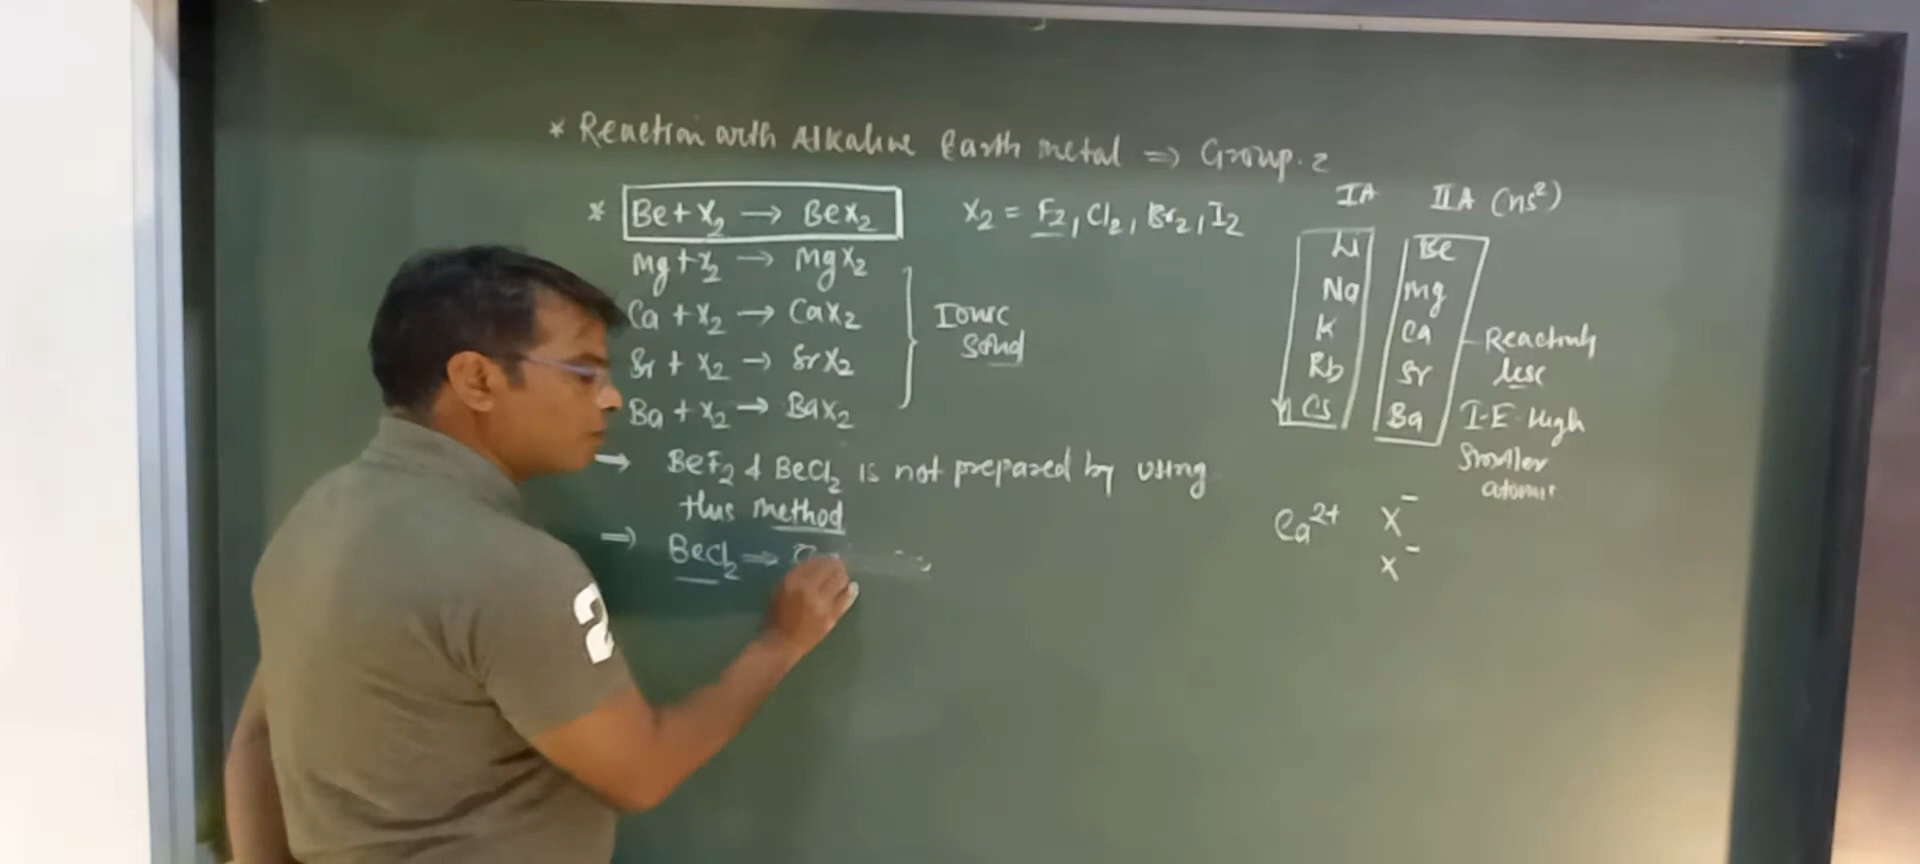 * Reaction with Alkaline Earth metal ⇒ Group.2
* Be + X₂ → BeX₂
X₂ = F₂, Cl₂, Br₂, I₂
Mg + X₂ → MgX₂
Ca + X₂ → CaX₂
Sr + X₂ → SrX₂
Ba + X₂ → BaX₂
Ionic
Solid
→ BeF₂ & BeCl₂ is not prepared by using
this method
⇒ BeCl₂ ⇒
IA IIA (ns²)
Li Be
Na Mg
K Ca
Rb Sr
Cs Ba
less
I.E High
Smaller
Ca²⁺ X⁻
X⁻
2